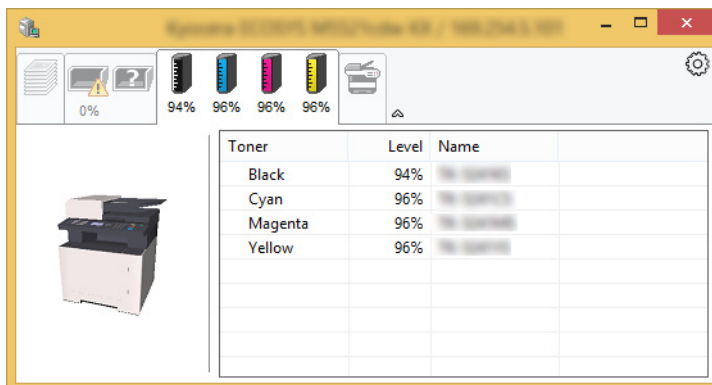 0%
94% 96% 96% 96%
Toner Level Name
Black 94%
Cyan 96%
Magenta 96%
Yellow 96%